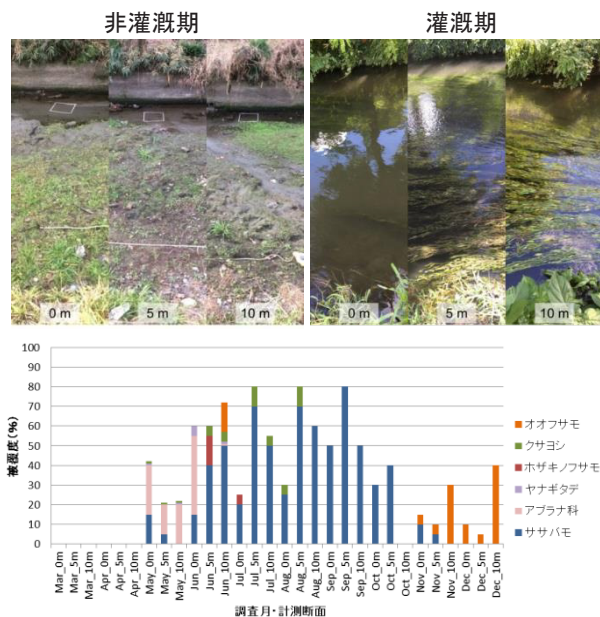 非灌漑期
灌漑期
0 m
5 m
10 m
0 m
5 m
10 m
100
90
80
70
60
50
40
30
20
10
0
被覆度(%)
Mar_0m
Mar_5m
Mar_10m
Apr_0m
Apr_5m
Apr_10m
May_0m
May_5m
May_10m
Jun_0m
Jun_5m
Jun_10m
Jul_0m
Jul_5m
Jul_10m
Aug_0m
Aug_5m
Aug_10m
Sep_0m
Sep_5m
Sep_10m
Oct_0m
Oct_5m
Oct_10m
Nov_0m
Nov_5m
Nov_10m
Dec_0m
Dec_5m
Dec_10m
調査月・計測断面
オオフサモ
クサヨシ
ホザキノフサモ
ヤナギタデ
アブラナ科
ササバモ